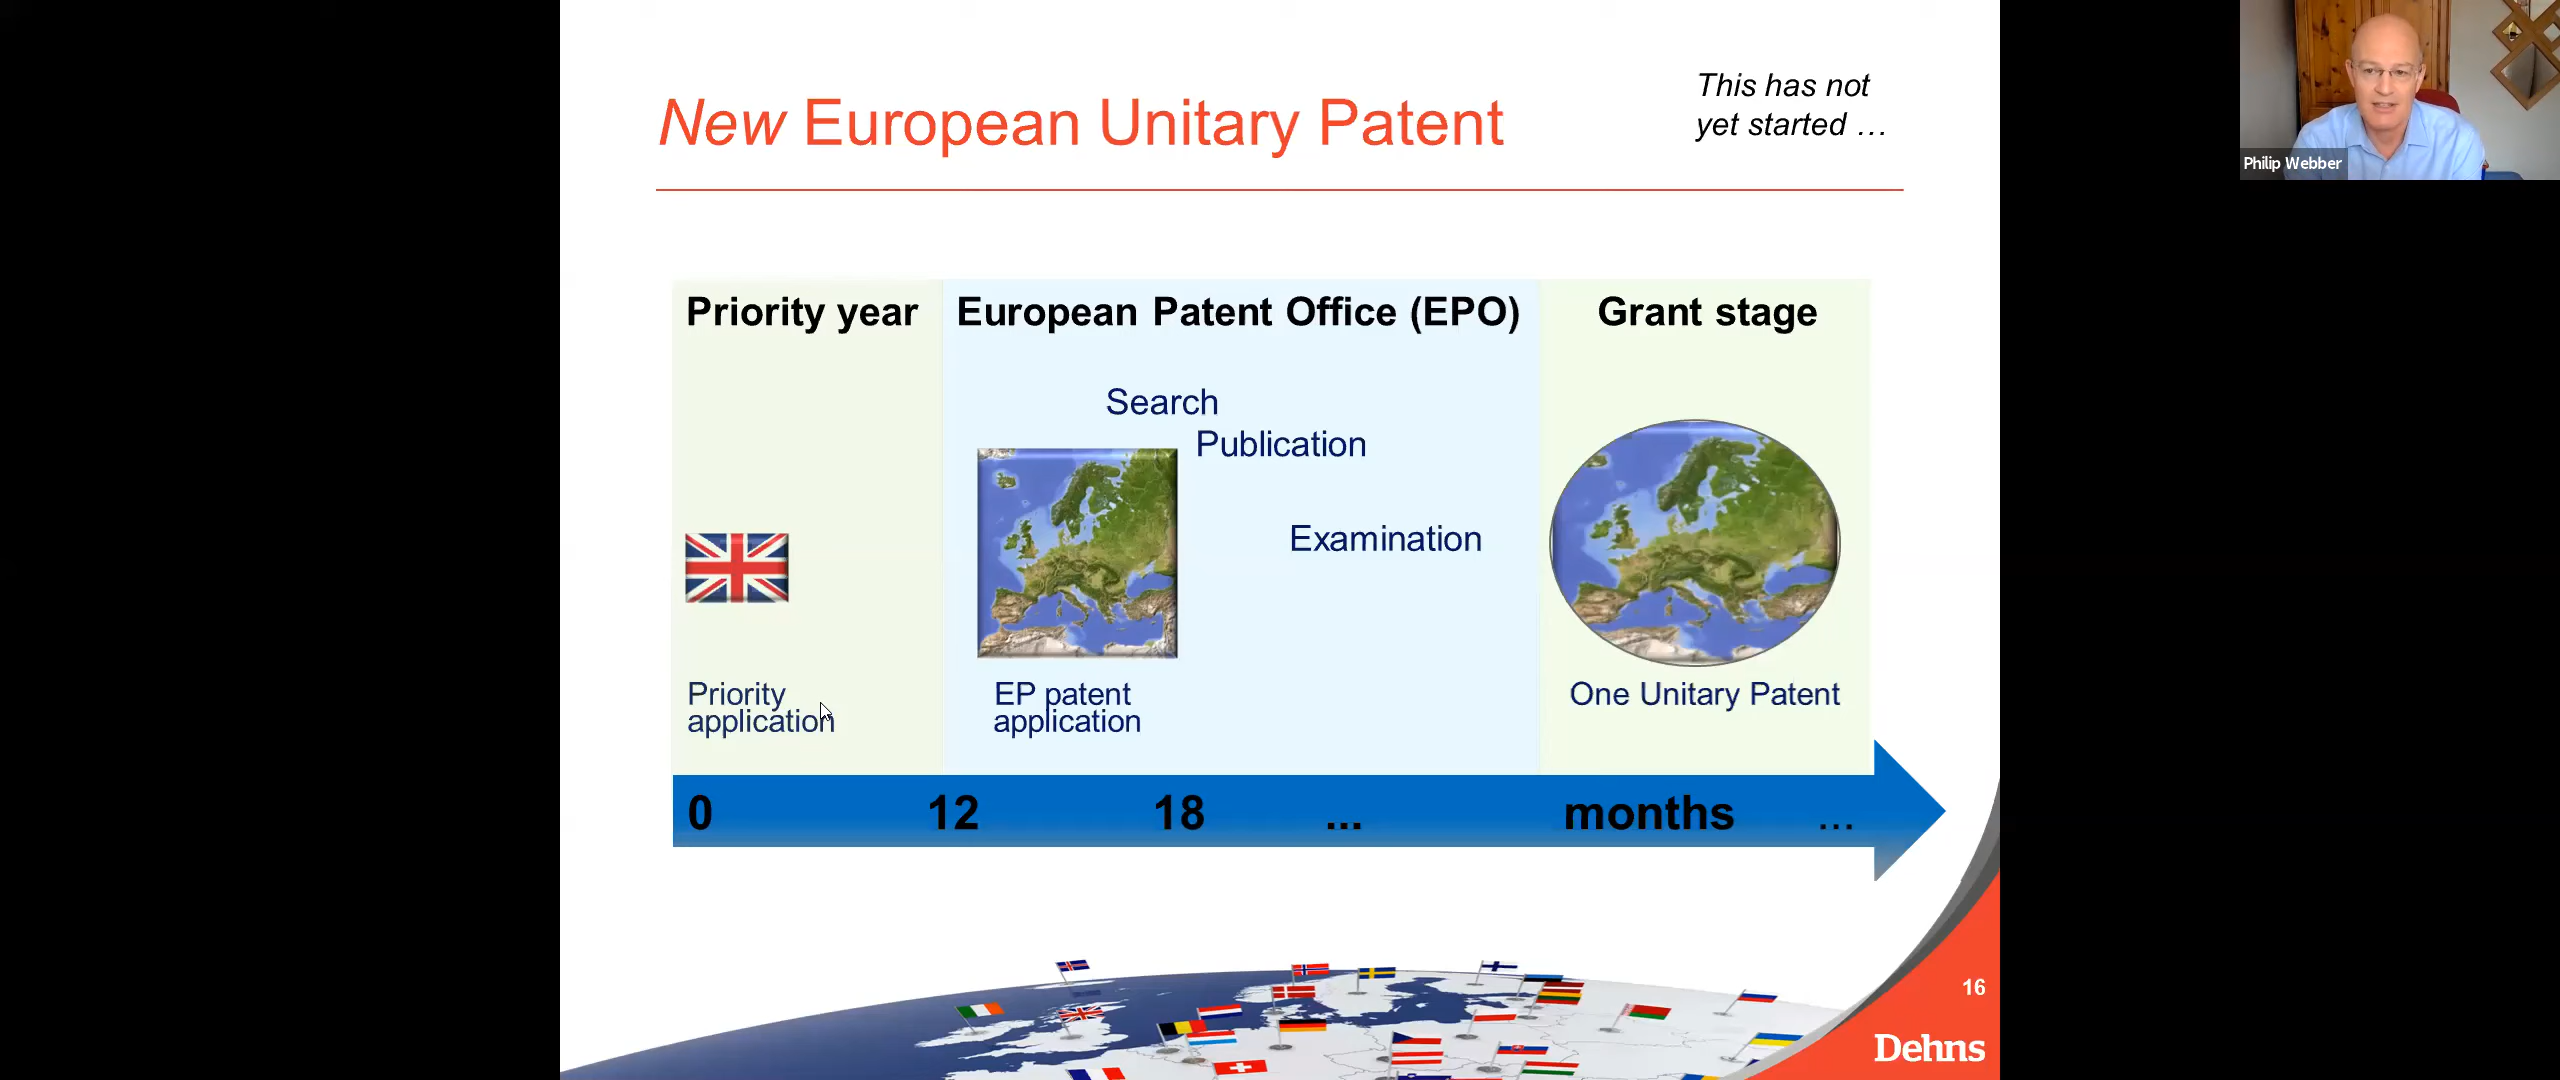 New European Unitary Patent
This has not
yet started ...
Philip Webber
Priority year
European Patent Office (EPO)
Grant stage
Search
Publication
Examination
Priority
application
EP patent
application
One Unitary Patent
0 12 18 ... months ...
16
Dehns